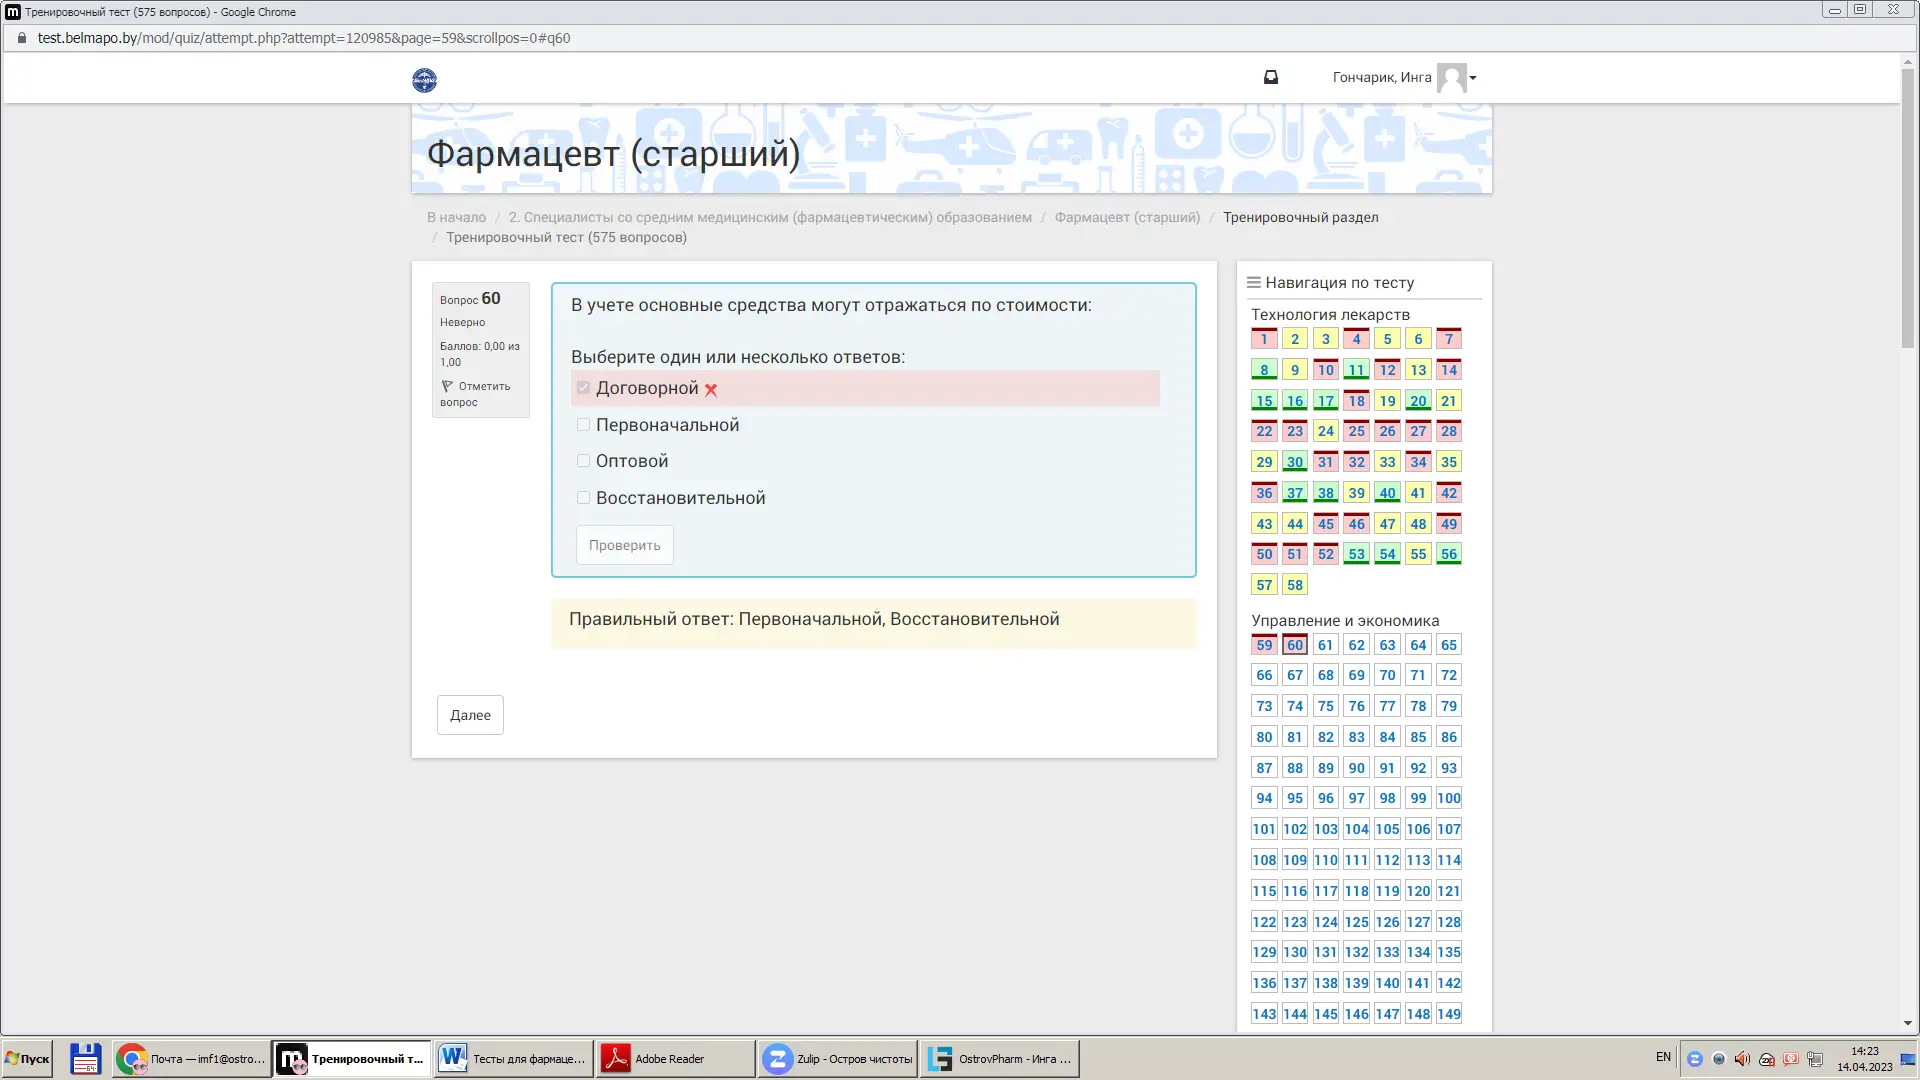 Тренировочный тест (575 вопросов) - Google Chrome
test.belmapo.by/mod/quiz/attempt.php?attempt=120985&page=59&scrollpos=0#q60
Гончарик, Инга
Фармацевт (старший)
В начало / 2. Специалисты со средним медицинским (фармацевтическим) образованием / Фармацевт (старший) / Тренировочный раздел
/ Тренировочный тест (575 вопросов)
Вопрос 60
Неверно
Баллов: 0,00 из
1,00
Отметить
вопрос
В учете основные средства могут отражаться по стоимости:
Выберите один или несколько ответов:
Договорной
Первоначальной
Оптовой
Восстановительной
Проверить
Правильный ответ: Первоначальной, Восстановительной
Далее
Навигация по тесту
Технология лекарств
1 2 3 4 5 6 7
8 9 10 11 12 13 14
15 16 17 18 19 20 21
22 23 24 25 26 27 28
29 30 31 32 33 34 35
36 37 38 39 40 41 42
43 44 45 46 47 48 49
50 51 52 53 54 55 56
57 58
Управление и экономика
59 60 61 62 63 64 65
66 67 68 69 70 71 72
73 74 75 76 77 78 79
80 81 82 83 84 85 86
87 88 89 90 91 92 93
94 95 96 97 98 99 100
101 102 103 104 105 106 107
108 109 110 111 112 113 114
115 116 117 118 119 120 121
122 123 124 125 126 127 128
129 130 131 132 133 134 135
136 137 138 139 140 141 142
143 144 145 146 147 148 149
Пуск
Почта — imf1@ostro...
Тренировочный т...
Тесты для фармаце...
Adobe Reader
Zulip - Остров чистоты
OstrovPharm - Инга ...
EN
14:23
14.04.2023